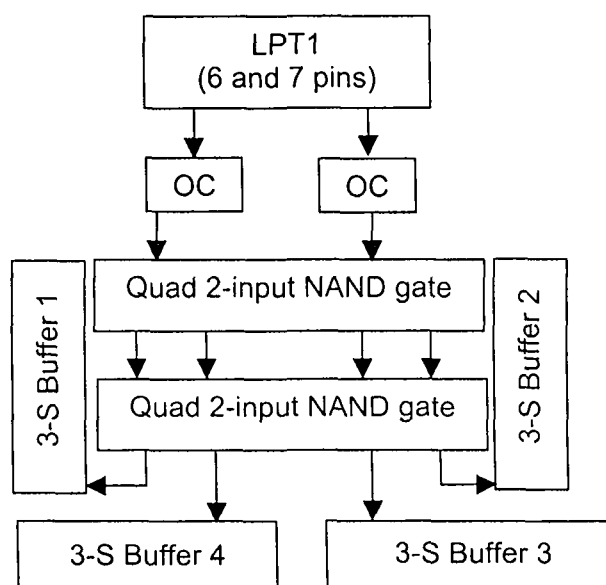 LPT1
(6 and 7 pins)
OC
OC
Quad 2-input NAND gate
3-S Buffer 1
3-S Buffer 2
Quad 2-input NAND gate
3-S Buffer 4
3-S Buffer 3